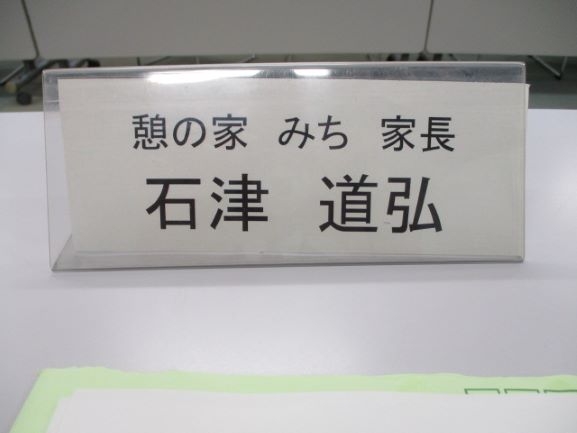 憩の家 みち 家長
石津 道弘